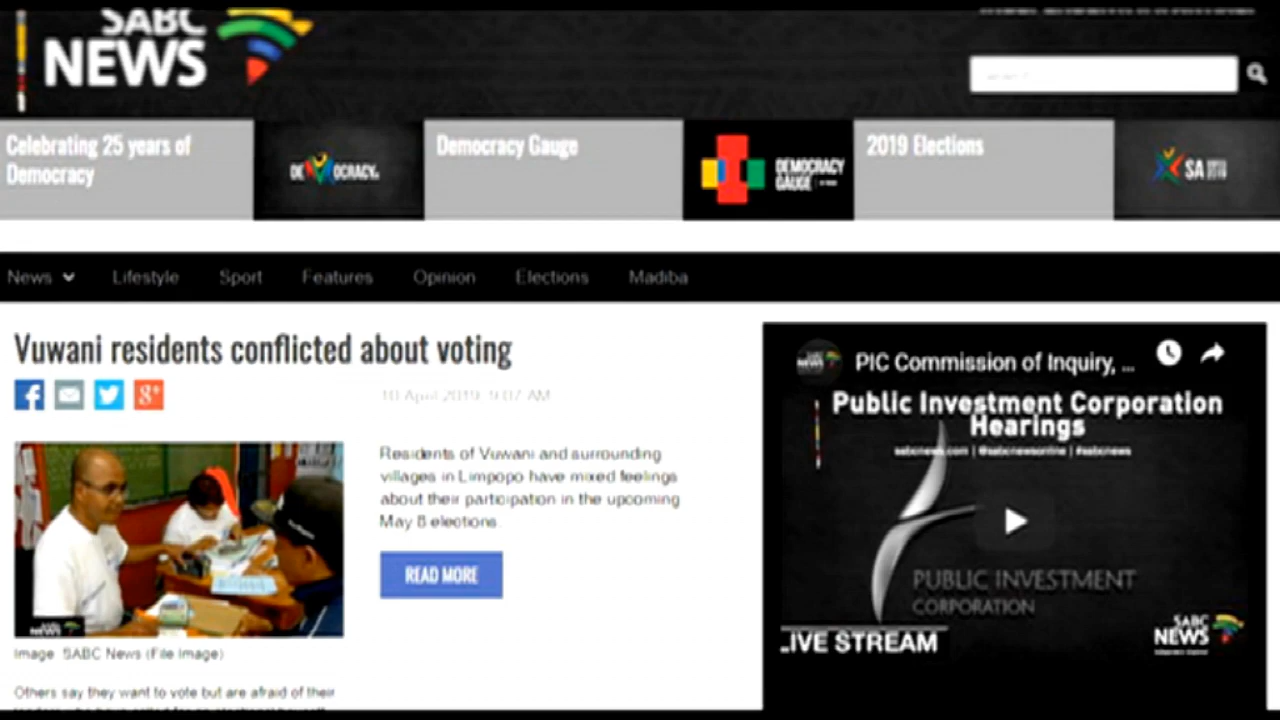 SABC
NEWS
Celebrating 25 years of
Democracy
DEMOCRACY
Democracy Gauge
DEMOCRACY
GAUGE
2019 Elections
SA
News
Lifestyle
Sport
Features
Opinion
Elections
Madiba
Vuwani residents conflicted about voting
10 April 2019, 9:07 AM
Residents of Vuwani and surrounding
villages in Limpopo have mixed feelings
about their participation in the upcoming
May 8 elections.
READ MORE
Image: SABC News (File Image)
Others say they want to vote but are afraid of their
PIC Commission of Inquiry, ...
Public Investment Corporation
Hearings
sabcnews.com | @sabcnewsonline | #sabcnews
PUBLIC INVESTMENT
CORPORATION
LIVE STREAM
SABC
NEWS